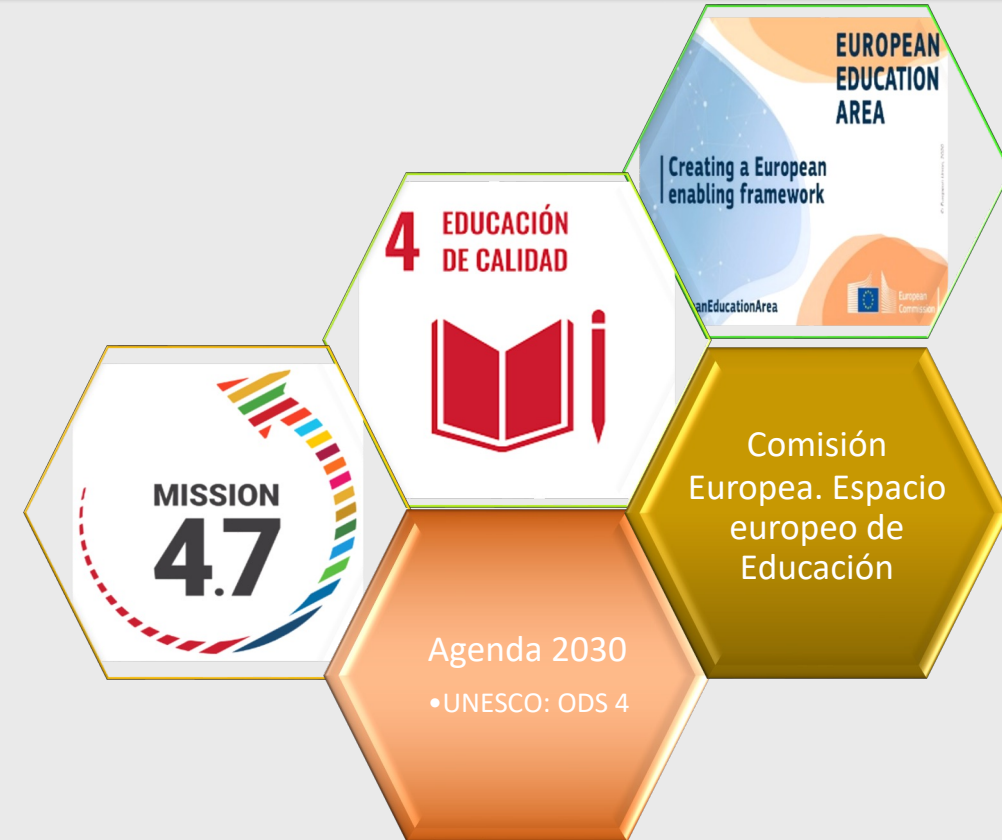 EUROPEAN
EDUCATION
AREA
Creating a European
enabling framework
anEducationArea
European
Commission
4 EDUCACIÓN
DE CALIDAD
MISSION
4.7
Comisión
Europea. Espacio
europeo de
Educación
Agenda 2030
•UNESCO: ODS 4